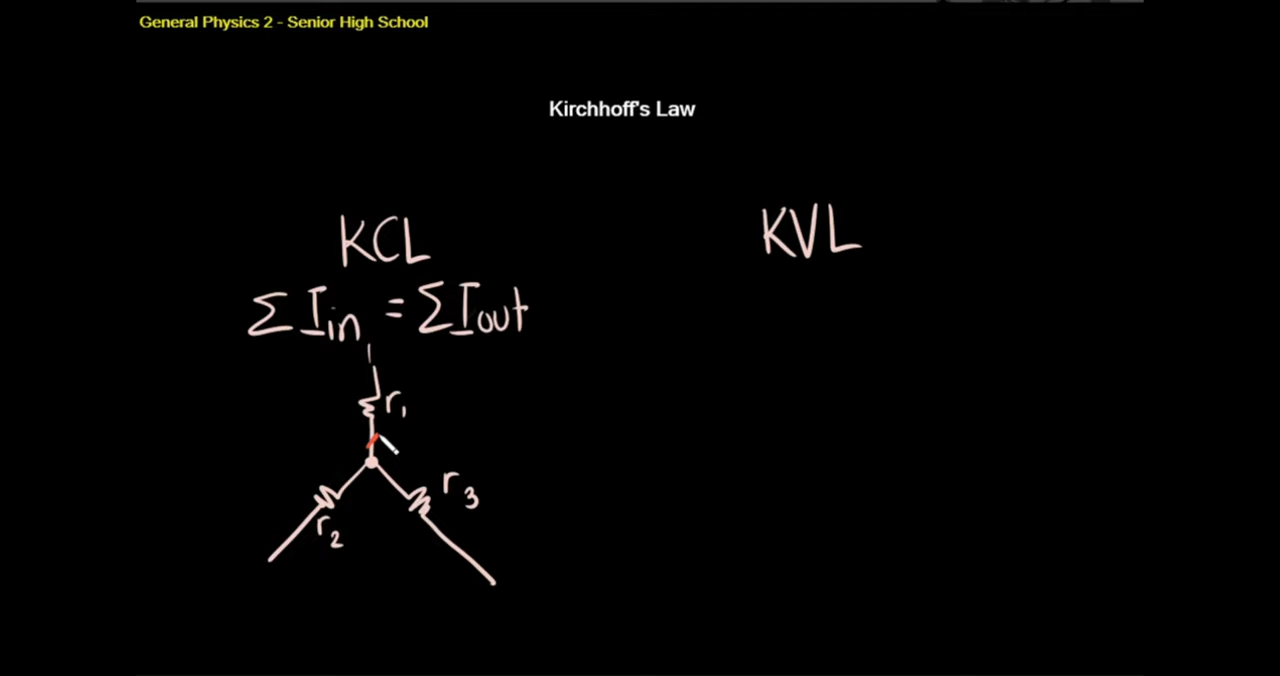 General Physics 2 - Senior High School
Kirchhoff's Law
KCL
KVL
ΣIin = ΣIout
r1
r3
r2